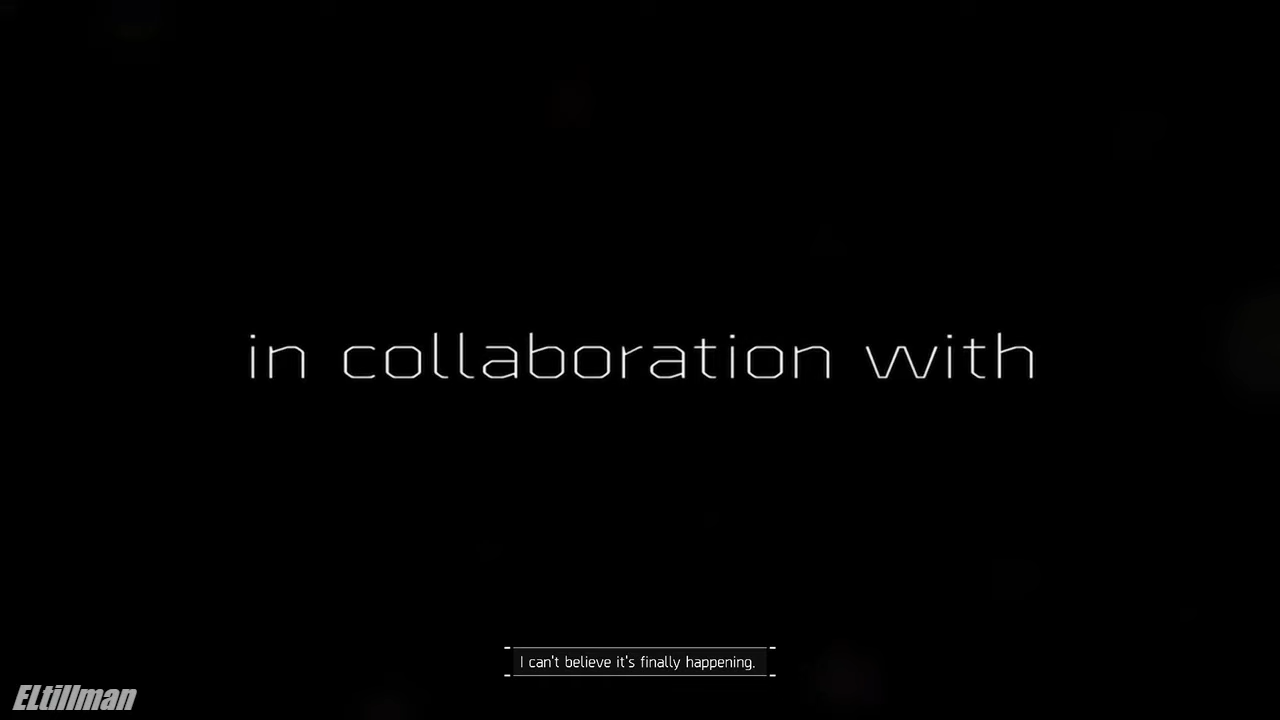 in collaboration with
I can't believe it's finally happening.
ELtillman